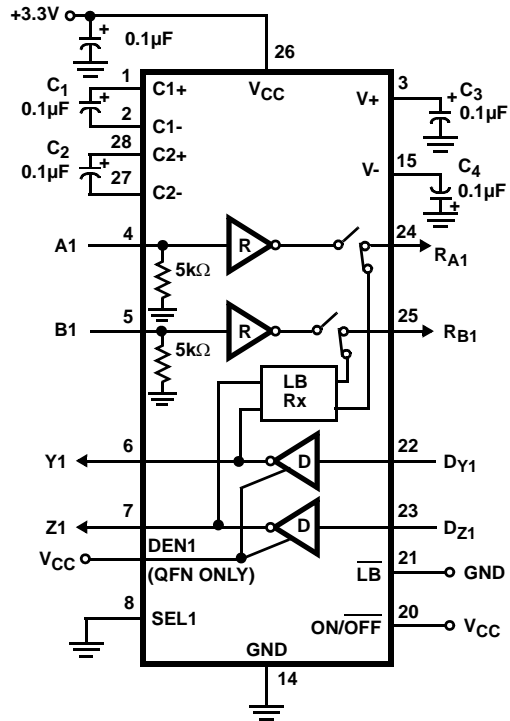 +3.3V
0.1µF
26
1
C1
0.1µF
C1+
VCC
3
V+
C3
0.1µF
2
C1-
28
C2
0.1µF
C2+
27
C2-
15
V-
C4
0.1µF
A1
4
R
24
RA1
5kΩ
B1
5
R
25
RB1
5kΩ
LB
Rx
Y1
6
D
22
DY1
Z1
7
D
23
DZ1
VCC
DEN1
(QFN ONLY)
21
L̅B̅
GND
8
SEL1
20
ON/O̅F̅F̅
VCC
GND
14